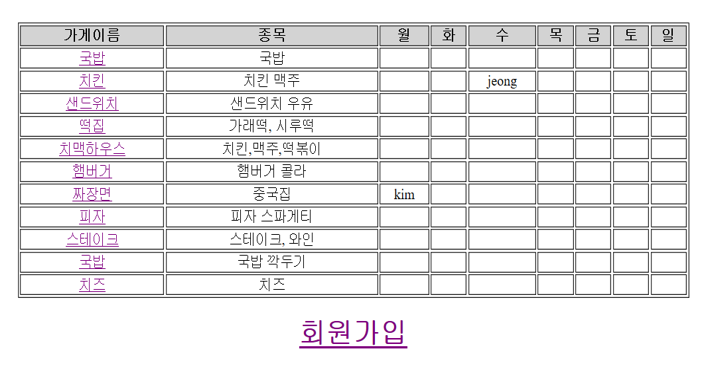 가게이름 종목 월 화 수 목 금 토 일
국밥 국밥
치킨 치킨 맥주 jeong
샌드위치 샌드위치 우유
떡집 가래떡, 시루떡
치맥하우스 치킨,맥주,떡볶이
햄버거 햄버거 콜라
짜장면 중국집 kim
피자 피자 스파게티
스테이크 스테이크, 와인
국밥 국밥 깍두기
치즈 치즈
회원가입